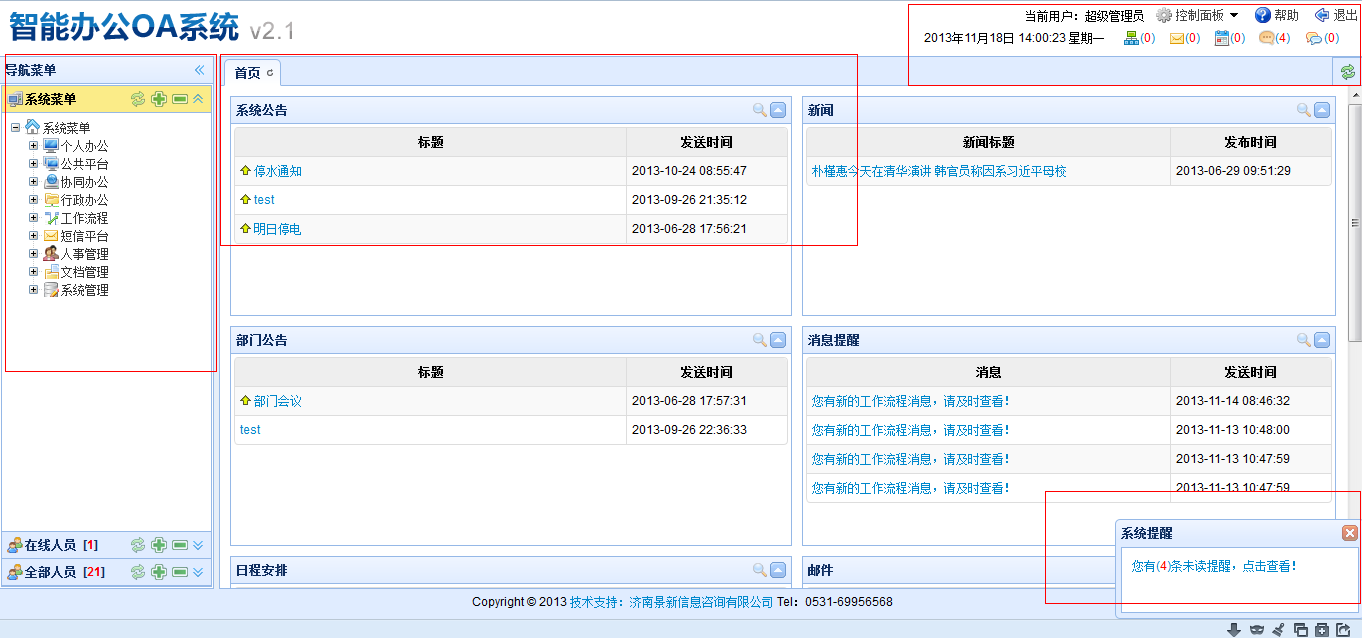 智能办公OA系统 v2.1
当前用户：超级管理员 控制面板 帮助 退出
2013年11月18日 14:00:23 星期一 (0) (0) (0) (4) (0)
导航菜单
系统菜单
系统菜单
个人办公
公共平台
协同办公
行政办公
工作流程
短信平台
人事管理
文档管理
系统管理
在线人员 [1]
全部人员 [21]
首页
系统公告
标题 发送时间
停水通知 2013-10-24 08:55:47
test 2013-09-26 21:35:12
明日停电 2013-06-28 17:56:21
新闻
新闻标题 发布时间
朴槿惠今天在清华演讲 韩官员称因系习近平母校 2013-06-29 09:51:29
部门公告
标题 发送时间
部门会议 2013-06-28 17:57:31
test 2013-09-26 22:36:33
消息提醒
消息 发送时间
您有新的工作流程消息，请及时查看！ 2013-11-14 08:46:32
您有新的工作流程消息，请及时查看！ 2013-11-13 10:48:00
您有新的工作流程消息，请及时查看！ 2013-11-13 10:47:59
您有新的工作流程消息，请及时查看！ 2013-11-13 10:47:59
日程安排
邮件
系统提醒
您有(4)条未读提醒，点击查看！
Copyright © 2013 技术支持：济南景新信息咨询有限公司 Tel：0531-69956568